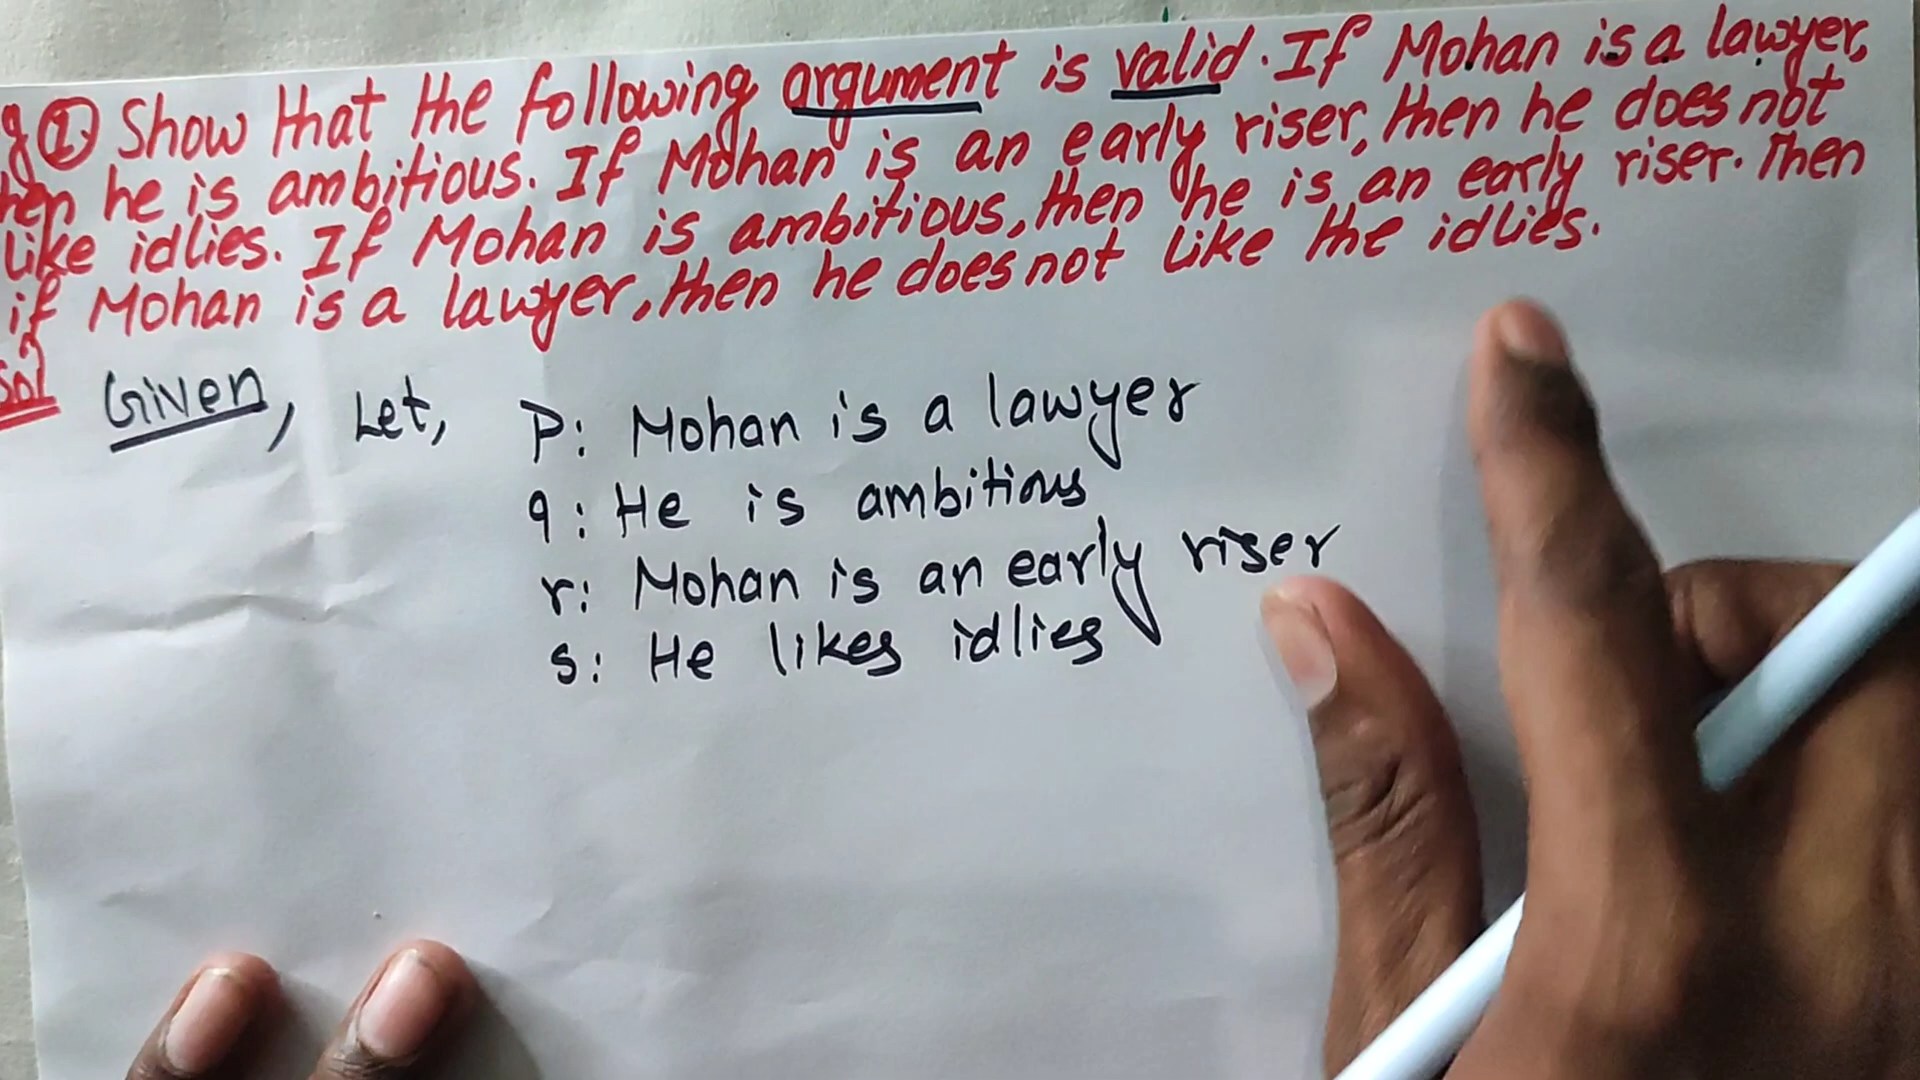 ① Show that the following argument is valid. If Mohan is a lawyer,
then he is ambitious. If Mohan is an early riser, then he does not
like idlies. If Mohan is ambitious, then he is an early riser. Then
if Mohan is a lawyer, then he does not like the idlies.
Sol
Given, Let, P: Mohan is a lawyer
q: He is ambitious
r: Mohan is an early riser
s: He likes idlies